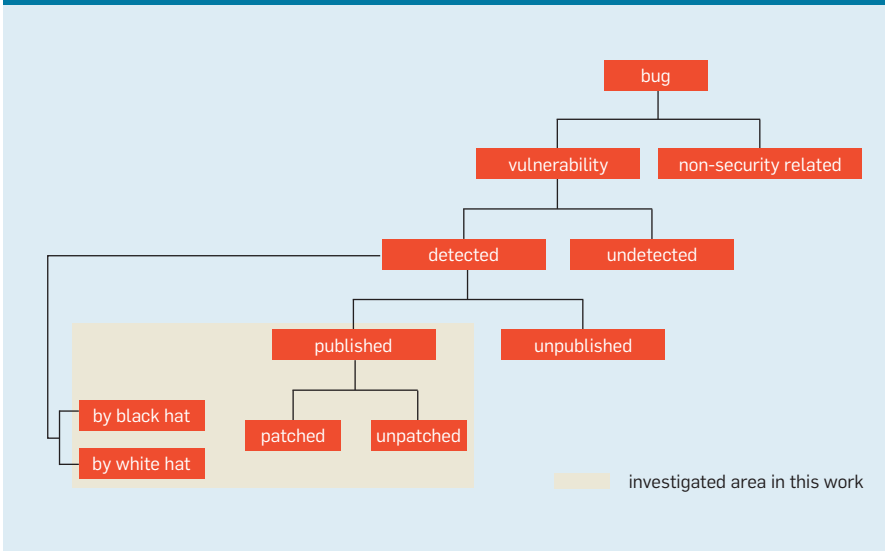 bug
vulnerability
non-security related
detected
undetected
published
unpublished
by black hat
patched
unpatched
by white hat
investigated area in this work